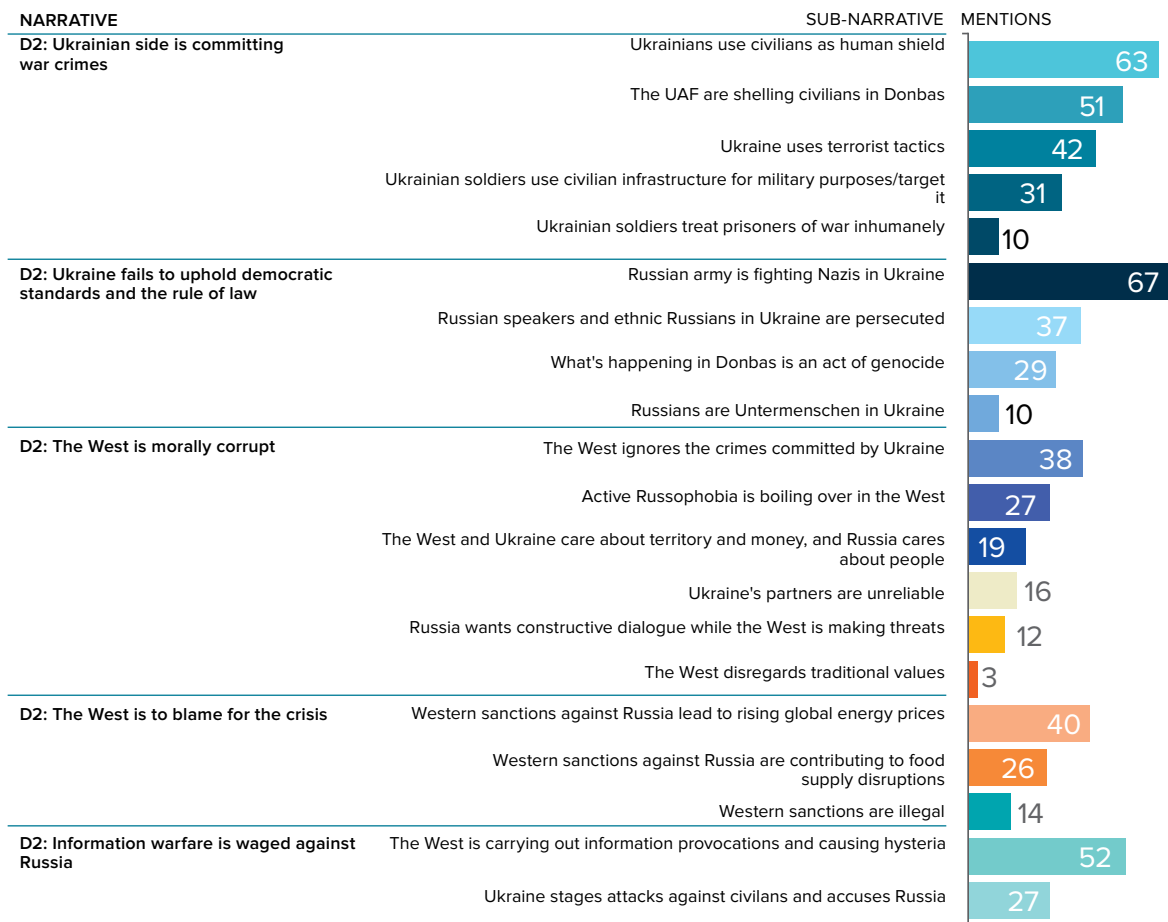 NARRATIVE SUB-NARRATIVE MENTIONS
D2: Ukrainian side is committing
war crimes
Ukrainians use civilians as human shield 63
The UAF are shelling civilians in Donbas 51
Ukraine uses terrorist tactics 42
Ukrainian soldiers use civilian infrastructure for military purposes/target
it
31
Ukrainian soldiers treat prisoners of war inhumanely 10
D2: Ukraine fails to uphold democratic
standards and the rule of law
Russian army is fighting Nazis in Ukraine 67
Russian speakers and ethnic Russians in Ukraine are persecuted 37
What's happening in Donbas is an act of genocide 29
Russians are Untermenschen in Ukraine 10
D2: The West is morally corrupt
The West ignores the crimes committed by Ukraine 38
Active Russophobia is boiling over in the West 27
The West and Ukraine care about territory and money, and Russia cares
about people
19
Ukraine's partners are unreliable 16
Russia wants constructive dialogue while the West is making threats 12
The West disregards traditional values 3
D2: The West is to blame for the crisis
Western sanctions against Russia lead to rising global energy prices 40
Western sanctions against Russia are contributing to food
supply disruptions
26
Western sanctions are illegal 14
D2: Information warfare is waged against
Russia
The West is carrying out information provocations and causing hysteria 52
Ukraine stages attacks against civilans and accuses Russia 27